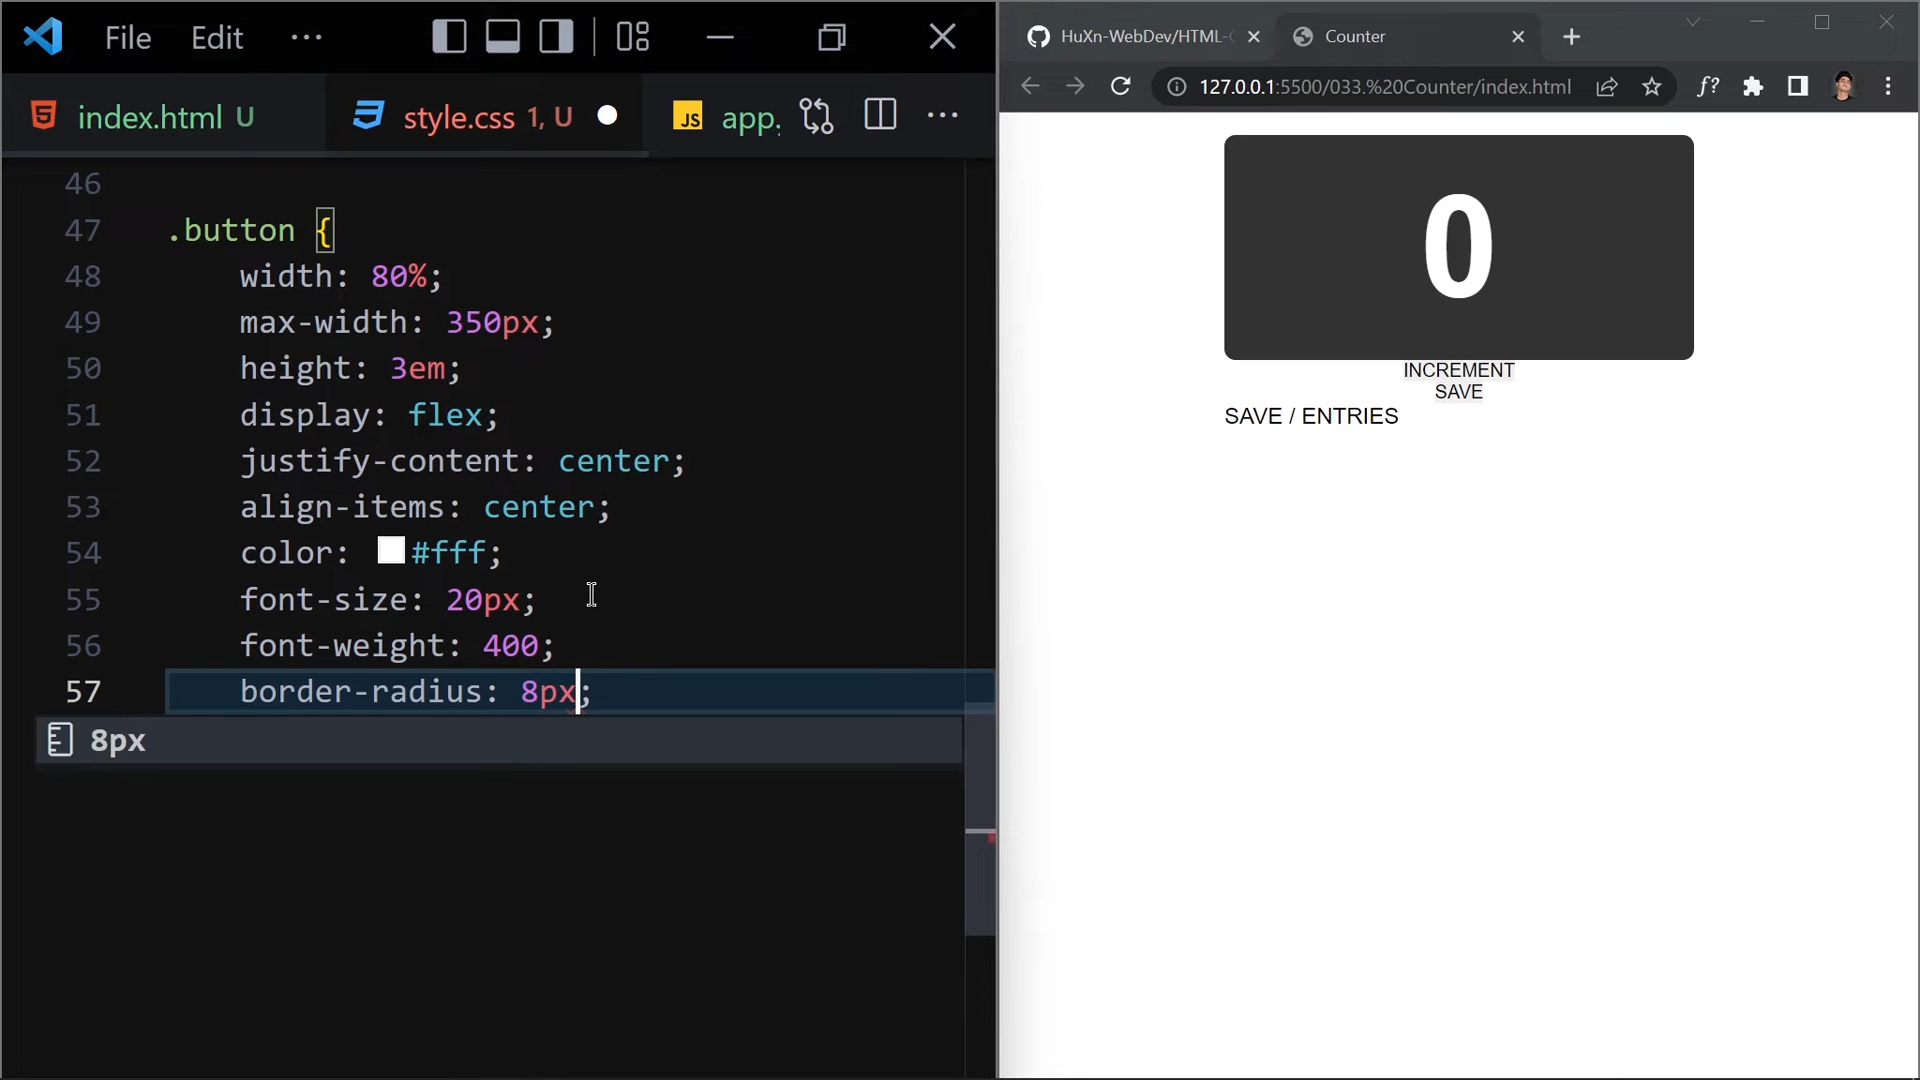 File Edit ...
index.html U style.css 1, U app.
46
47 .button {
48 width: 80%;
49 max-width: 350px;
50 height: 3em;
51 display: flex;
52 justify-content: center;
53 align-items: center;
54 color: #fff;
55 font-size: 20px;
56 font-weight: 400;
57 border-radius: 8px;
8px
HuXn-WebDev/HTML- Counter
127.0.0.1:5500/033.%20Counter/index.html f?
0
INCREMENT
SAVE
SAVE / ENTRIES